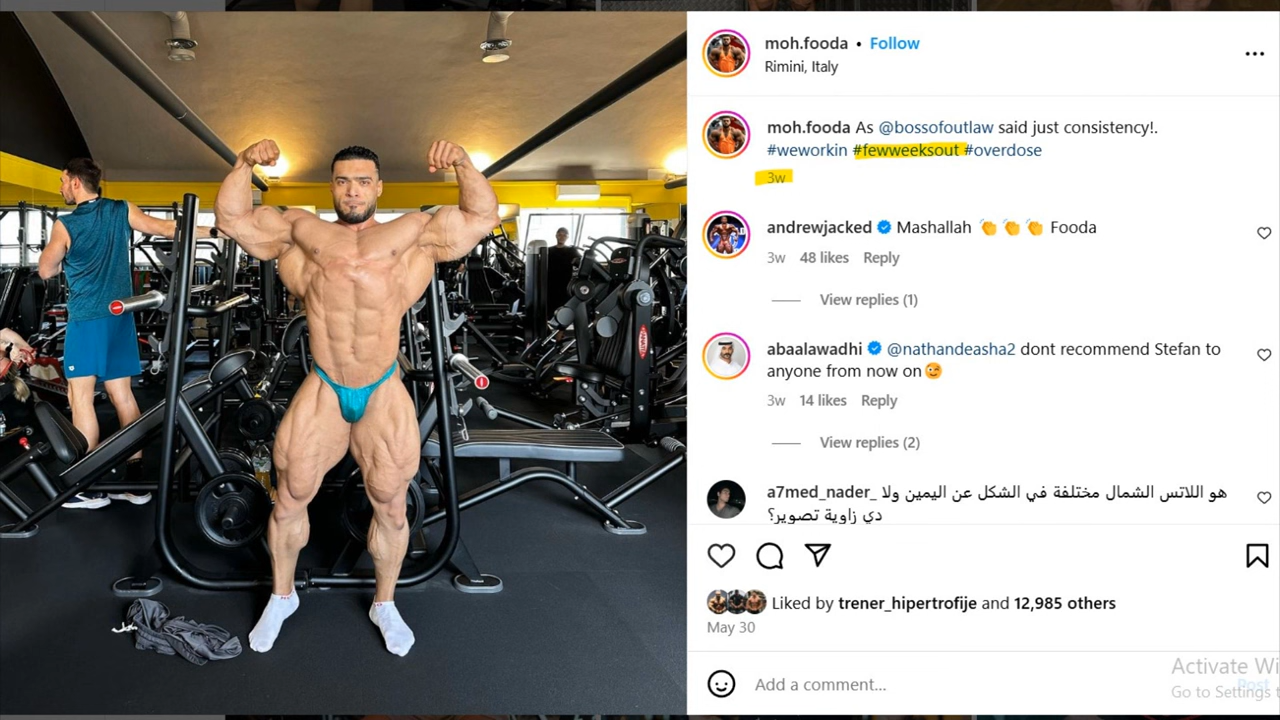 moh.fooda • Follow
Rimini, Italy
moh.fooda As @bossofoutlaw said just consistency!.
#weworkin #fewweeksout #overdose
3w
andrewjacked Mashallah 👏👏👏 Fooda
3w 48 likes Reply
View replies (1)
abaalawadhi @nathandeasha2 dont recommend Stefan to
anyone from now on😉
3w 14 likes Reply
View replies (2)
a7med_nader_ هو اللاتس الشمال مختلفة في الشكل عن اليمين ولا
دي زاوية تصوير؟
Liked by trener_hipertrofije and 12,985 others
May 30
Activate Wi
Add a comment...
Post
Go to Settings t